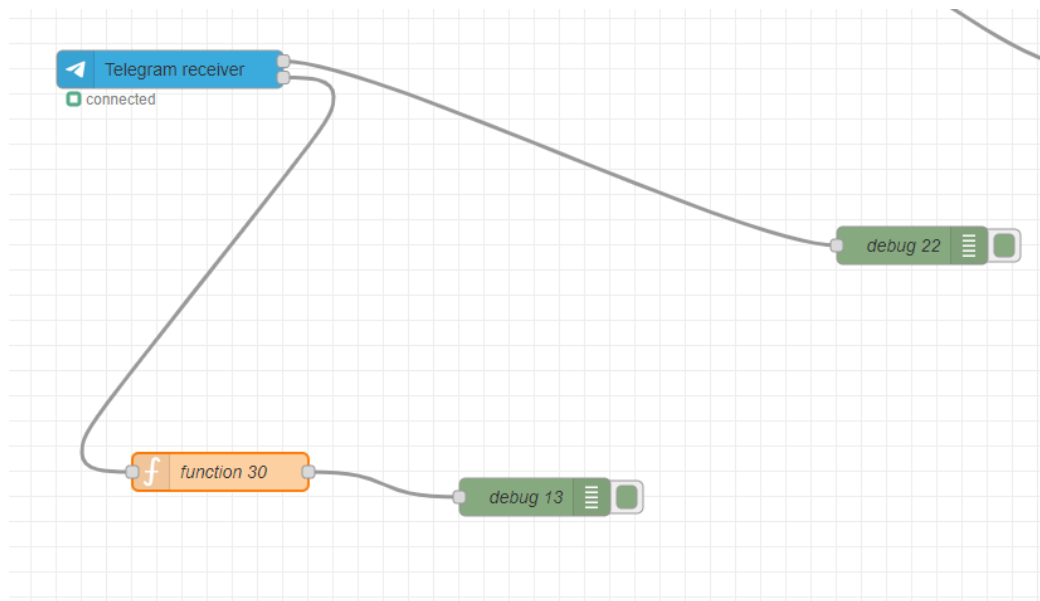 Telegram receiver
connected
debug 22
function 30
debug 13